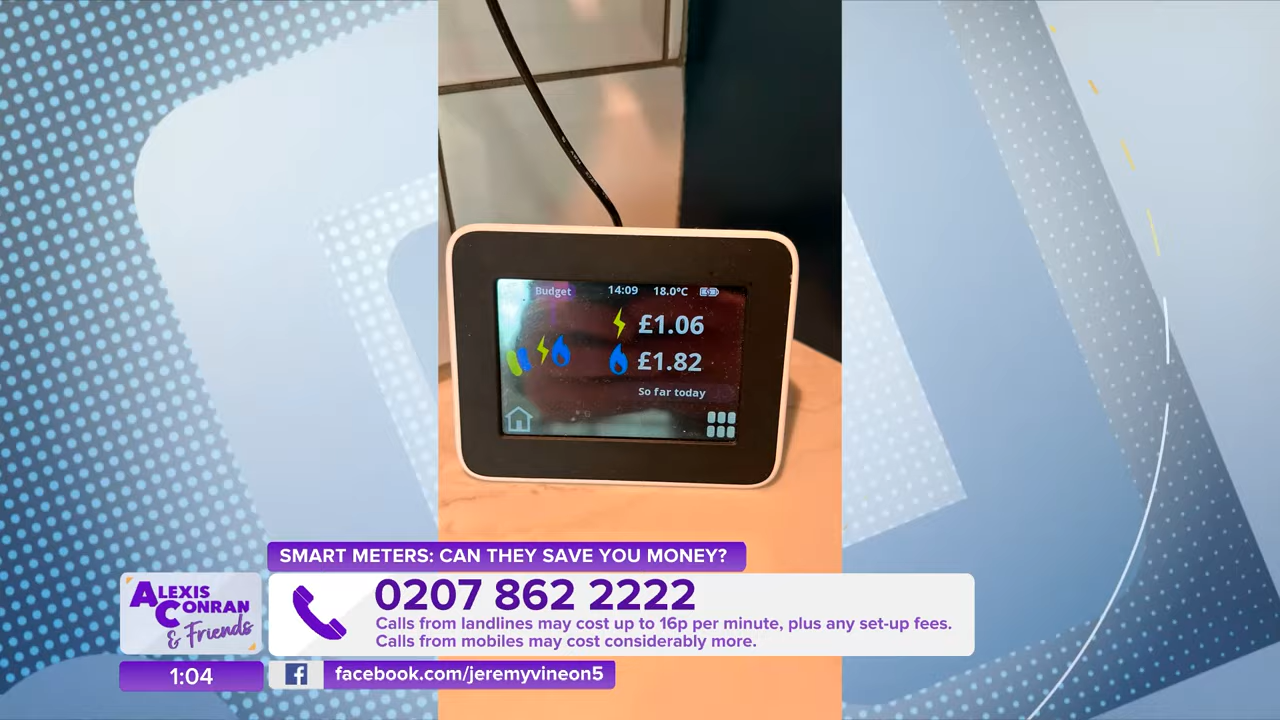 Budget 14:09 18.0°C
£1.06
£1.82
So far today
SMART METERS: CAN THEY SAVE YOU MONEY?
ALEXIS
CONRAN
& Friends
0207 862 2222
Calls from landlines may cost up to 16p per minute, plus any set-up fees.
Calls from mobiles may cost considerably more.
1:04
facebook.com/jeremyvineon5